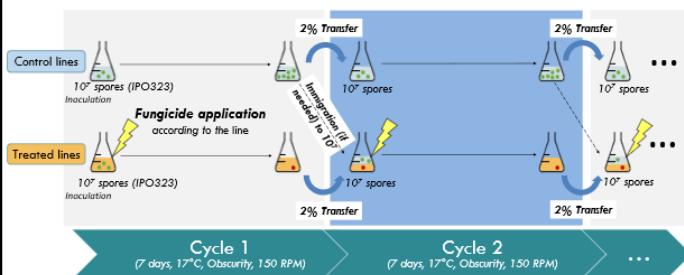 2% Transfer
2% Transfer
Control lines
10⁷ spores (IPO323)
Inoculation
10⁷ spores
10⁷ spores
...
Fungicide application
according to the line
Immigration (if
needed) to 10⁷
Treated lines
10⁷ spores (IPO323)
Inoculation
10⁷ spores
10⁷ spores
...
2% Transfer
2% Transfer
Cycle 1
(7 days, 17°C, Obscurity, 150 RPM)
Cycle 2
(7 days, 17°C, Obscurity, 150 RPM)
...